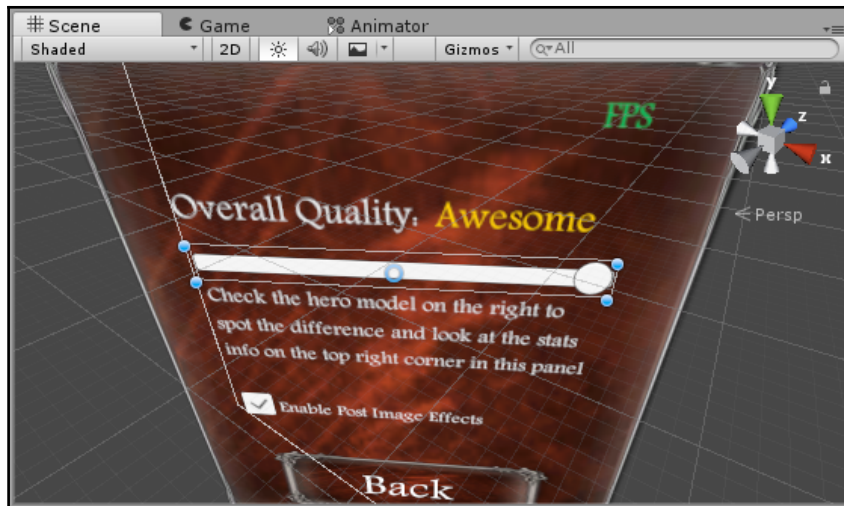 Scene Game Animator
Shaded 2D Gizmos All
y
FPS
z
x
Overall Quality: Awesome
Persp
Check the hero model on the right to
spot the difference and look at the stats
info on the top right corner in this panel
Enable Post Image Effects
Back